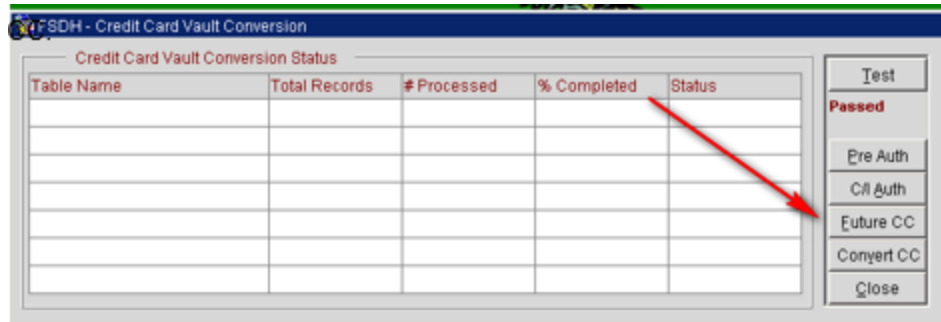 FSDH - Credit Card Vault Conversion
Credit Card Vault Conversion Status
Table Name Total Records # Processed % Completed Status
Test
Passed
Pre Auth
C/I Auth
Future CC
Convert CC
Close